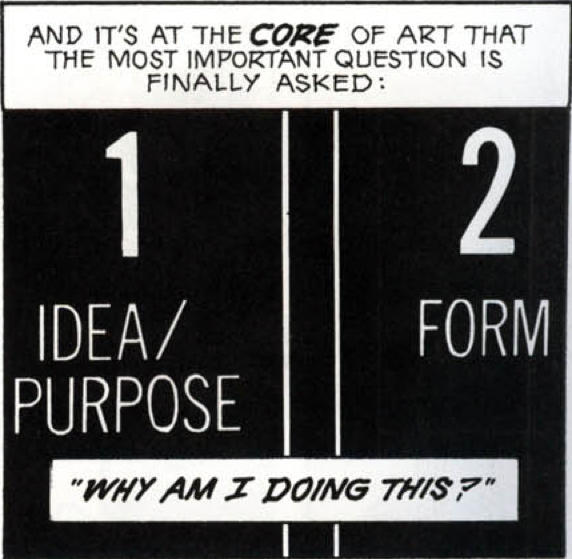 AND IT'S AT THE CORE OF ART THAT
THE MOST IMPORTANT QUESTION IS
FINALLY ASKED:
1
IDEA/
PURPOSE
2
FORM
"WHY AM I DOING THIS?"